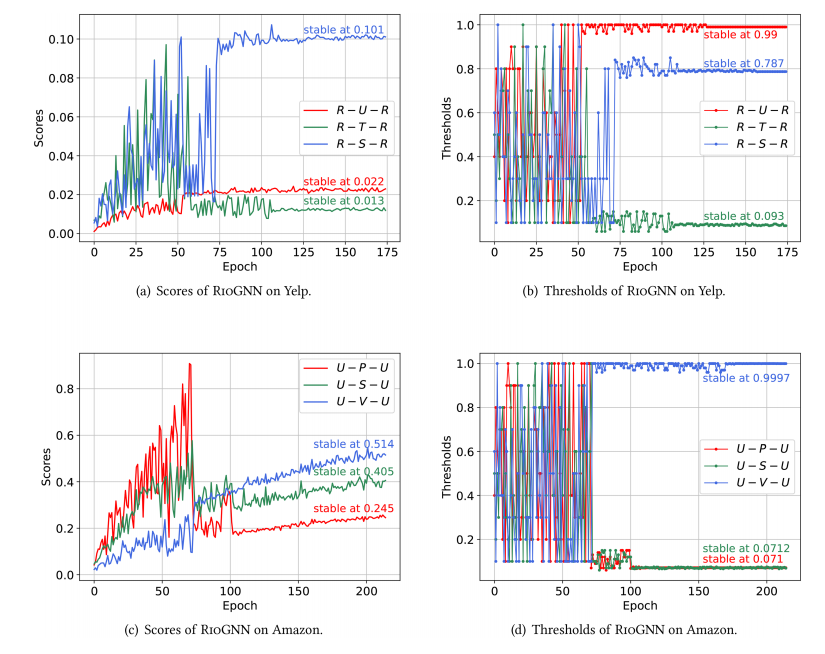 0.10
0.08
0.06
0.04
0.02
0.00
Scores
stable at 0.101
R − U − R
R − T − R
R − S − R
stable at 0.022
stable at 0.013
0 25 50 75 100 125 150 175
Epoch
(a) Scores of RioGNN on Yelp.
1.0
0.8
0.6
0.4
0.2
Thresholds
stable at 0.99
stable at 0.787
R − U − R
R − T − R
R − S − R
stable at 0.093
0 25 50 75 100 125 150 175
Epoch
(b) Thresholds of RioGNN on Yelp.
0.8
0.6
0.4
0.2
0.0
Scores
U − P − U
U − S − U
U − V − U
stable at 0.514
stable at 0.405
stable at 0.245
0 50 100 150 200
Epoch
(c) Scores of RioGNN on Amazon.
1.0
0.8
0.6
0.4
0.2
Thresholds
stable at 0.9997
U − P − U
U − S − U
U − V − U
stable at 0.0712
stable at 0.071
0 50 100 150 200
Epoch
(d) Thresholds of RioGNN on Amazon.